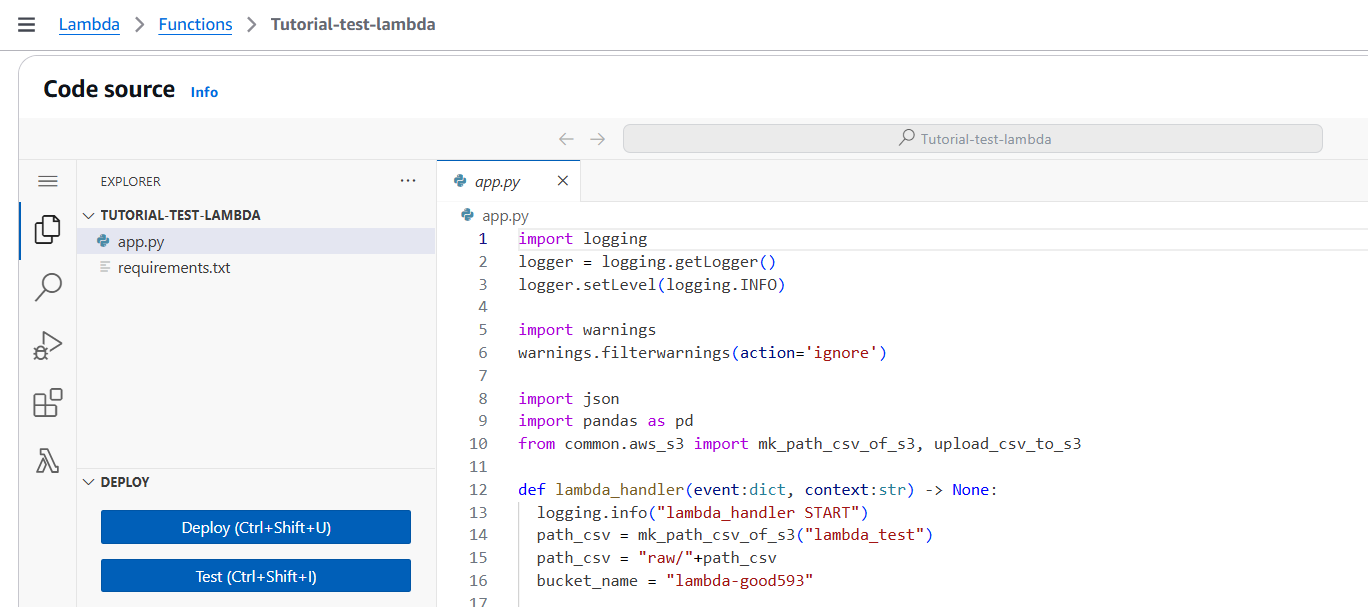 Lambda > Functions > Tutorial-test-lambda
Code source Info
Tutorial-test-lambda
EXPLORER ···
TUTORIAL-TEST-LAMBDA
app.py
requirements.txt
DEPLOY
Deploy (Ctrl+Shift+U)
Test (Ctrl+Shift+I)
app.py
app.py
1 import logging
2 logger = logging.getLogger()
3 logger.setLevel(logging.INFO)
4
5 import warnings
6 warnings.filterwarnings(action='ignore')
7
8 import json
9 import pandas as pd
10 from common.aws_s3 import mk_path_csv_of_s3, upload_csv_to_s3
11
12 def lambda_handler(event:dict, context:str) -> None:
13 logging.info("lambda_handler START")
14 path_csv = mk_path_csv_of_s3("lambda_test")
15 path_csv = "raw/"+path_csv
16 bucket_name = "lambda-good593"
17